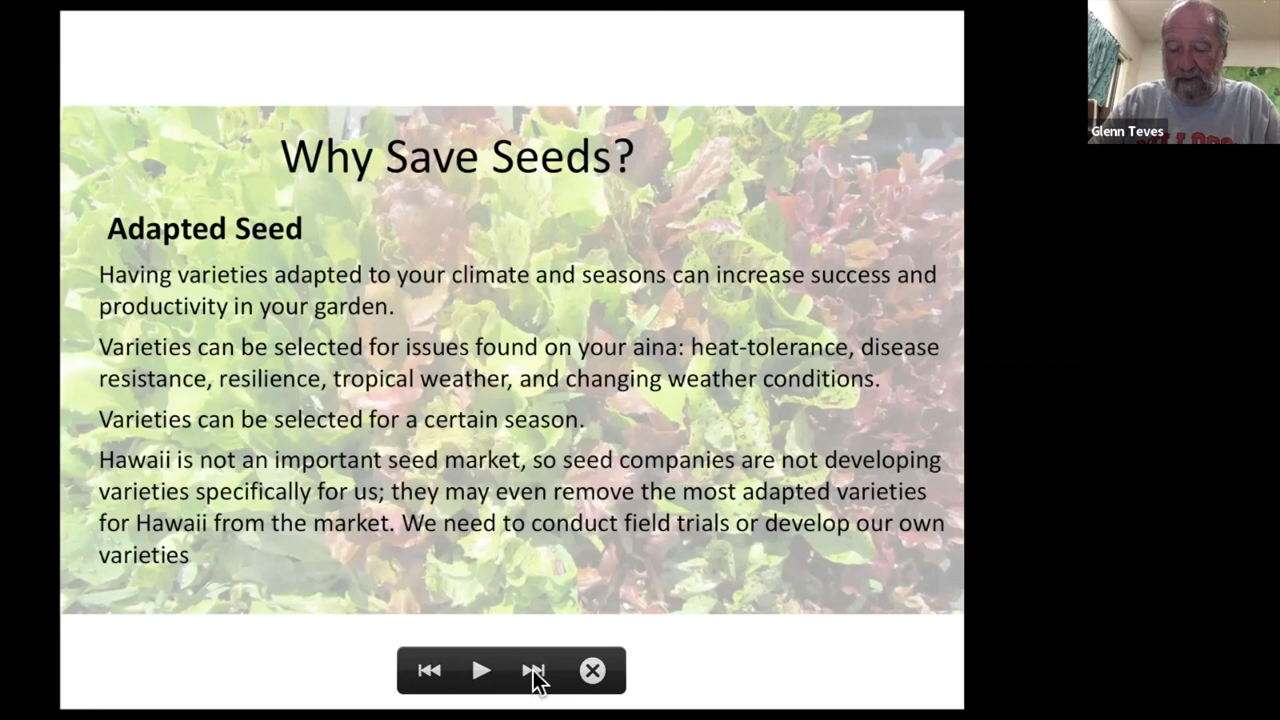 Why Save Seeds?
Adapted Seed
Having varieties adapted to your climate and seasons can increase success and
productivity in your garden.
Varieties can be selected for issues found on your aina: heat-tolerance, disease
resistance, resilience, tropical weather, and changing weather conditions.
Varieties can be selected for a certain season.
Hawaii is not an important seed market, so seed companies are not developing
varieties specifically for us; they may even remove the most adapted varieties
for Hawaii from the market. We need to conduct field trials or develop our own
varieties
Glenn Teves